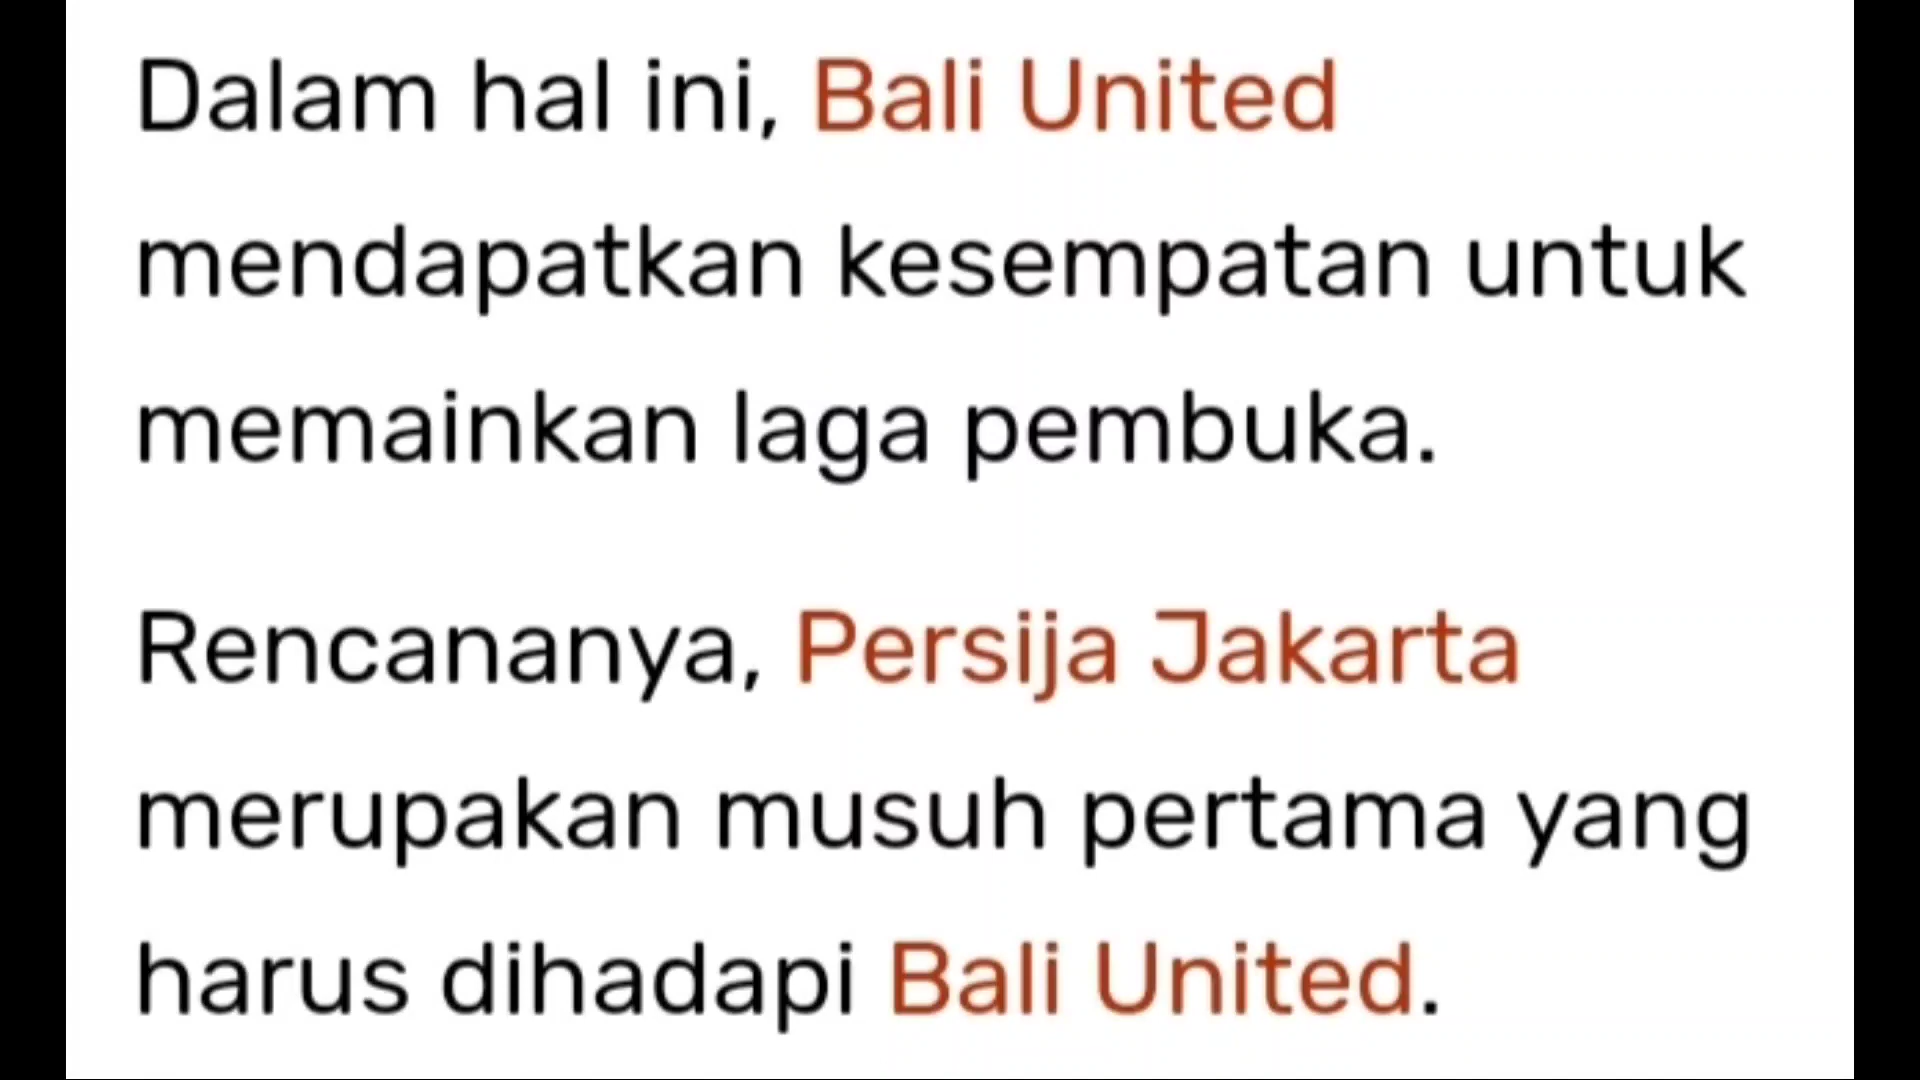 Dalam hal ini, Bali United
mendapatkan kesempatan untuk
memainkan laga pembuka.
Rencananya, Persija Jakarta
merupakan musuh pertama yang
harus dihadapi Bali United.